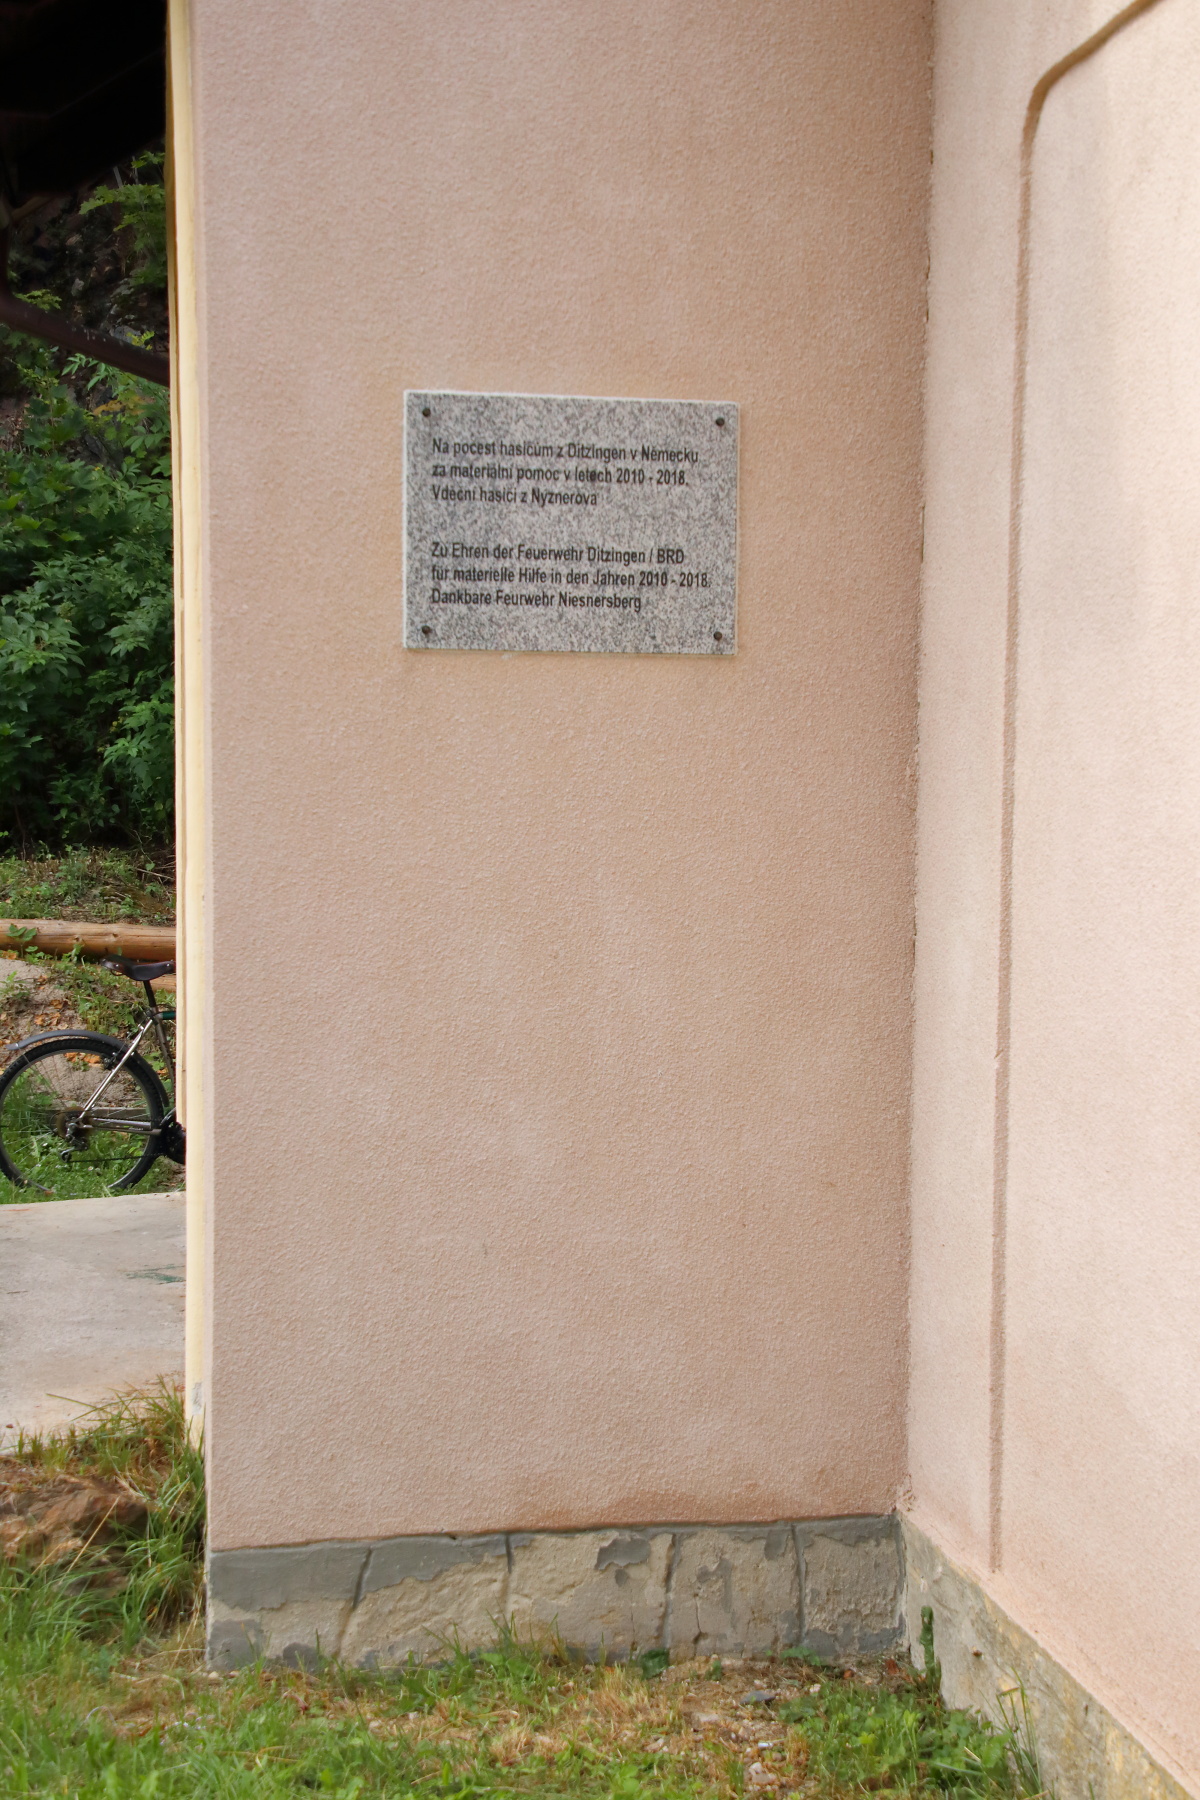 Na počest hasičům z Ditzingen v Německu
za materiální pomoc v letech 2010 - 2018.
Vděční hasiči z Nyznerova
Zu Ehren der Feuerwehr Ditzingen / BRD
für materielle Hilfe in den Jahren 2010 - 2018.
Dankbare Feurwehr Niesnersberg